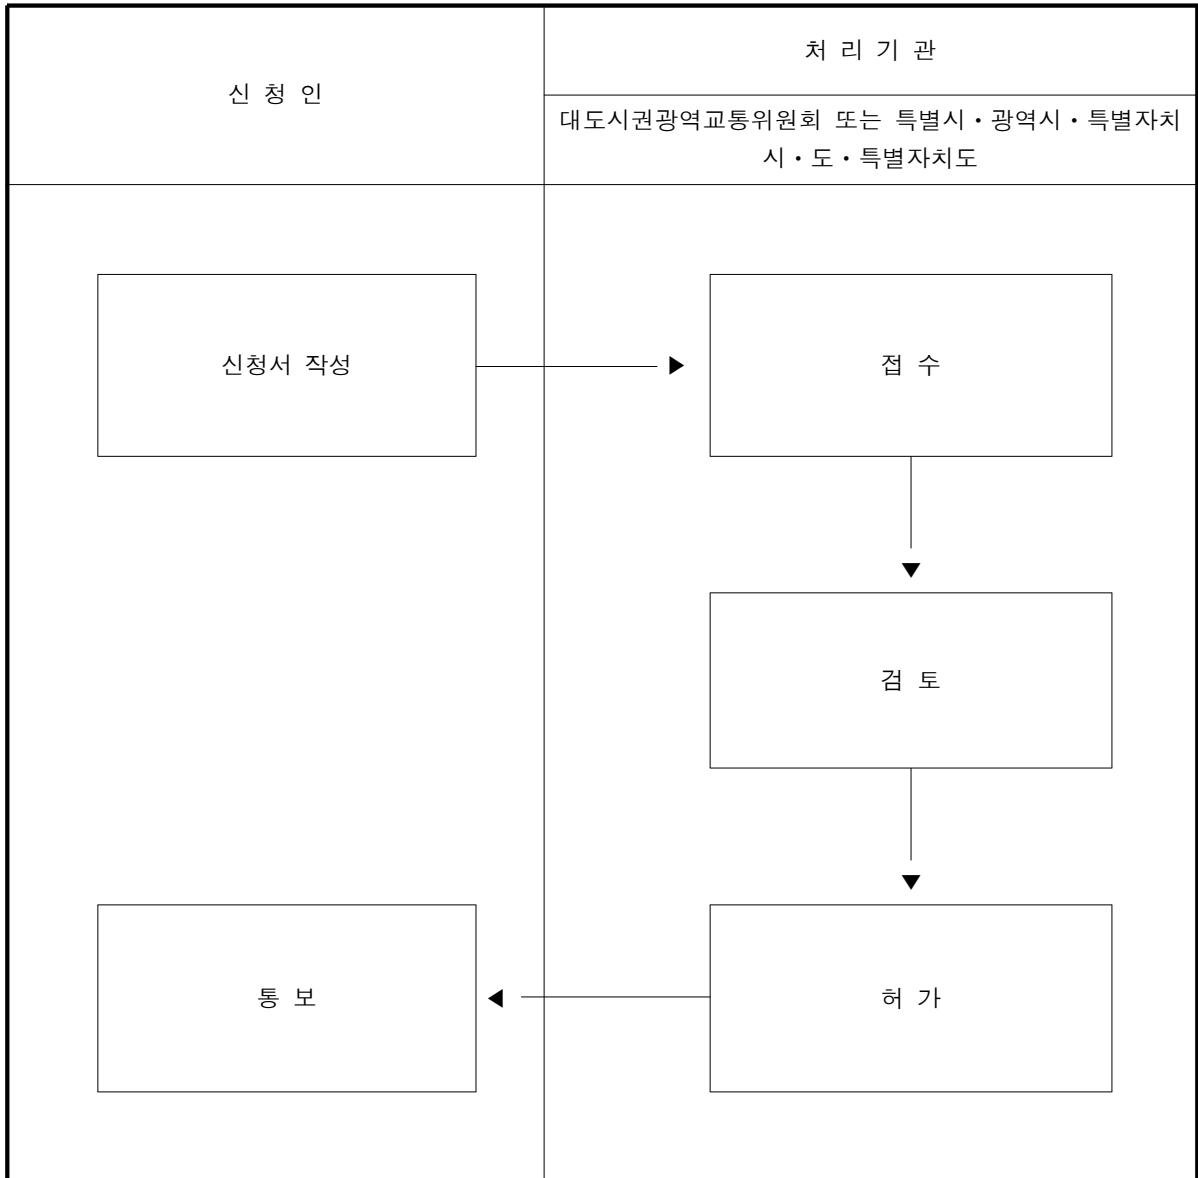 신 청 인
처 리 기 관
대도시권광역교통위원회 또는 특별시・광역시・특별자치
시・도・특별자치도
신청서 작성
접 수
검 토
허 가
통 보